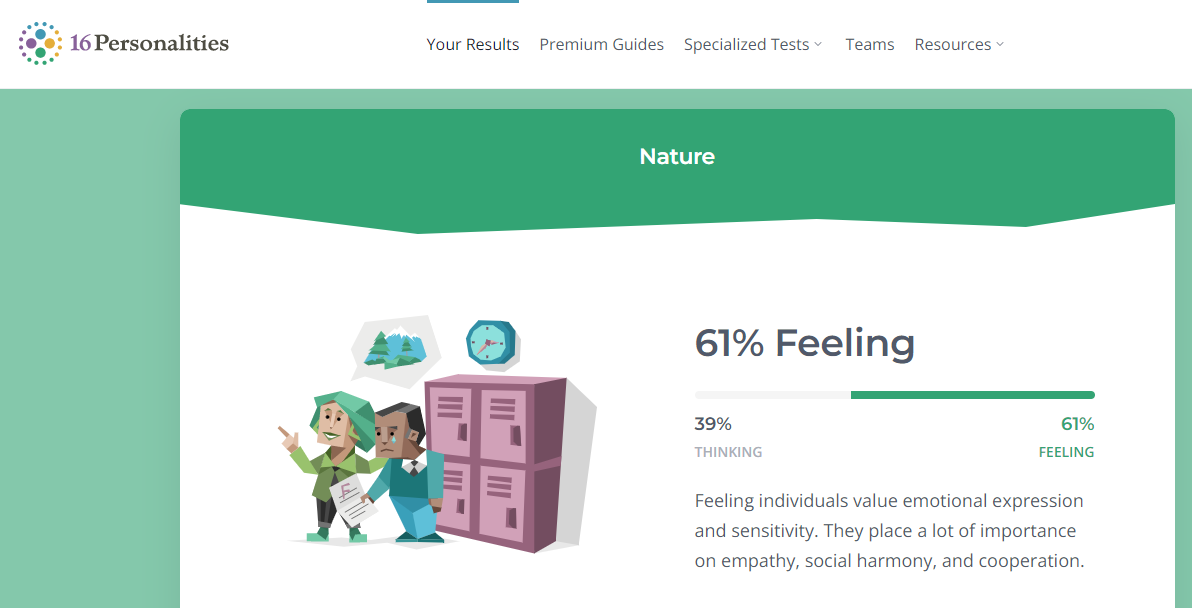 16Personalities
Your Results
Premium Guides
Specialized Tests
Teams
Resources
Nature
F
61% Feeling
39%
61%
THINKING
FEELING
Feeling individuals value emotional expression
and sensitivity. They place a lot of importance
on empathy, social harmony, and cooperation.